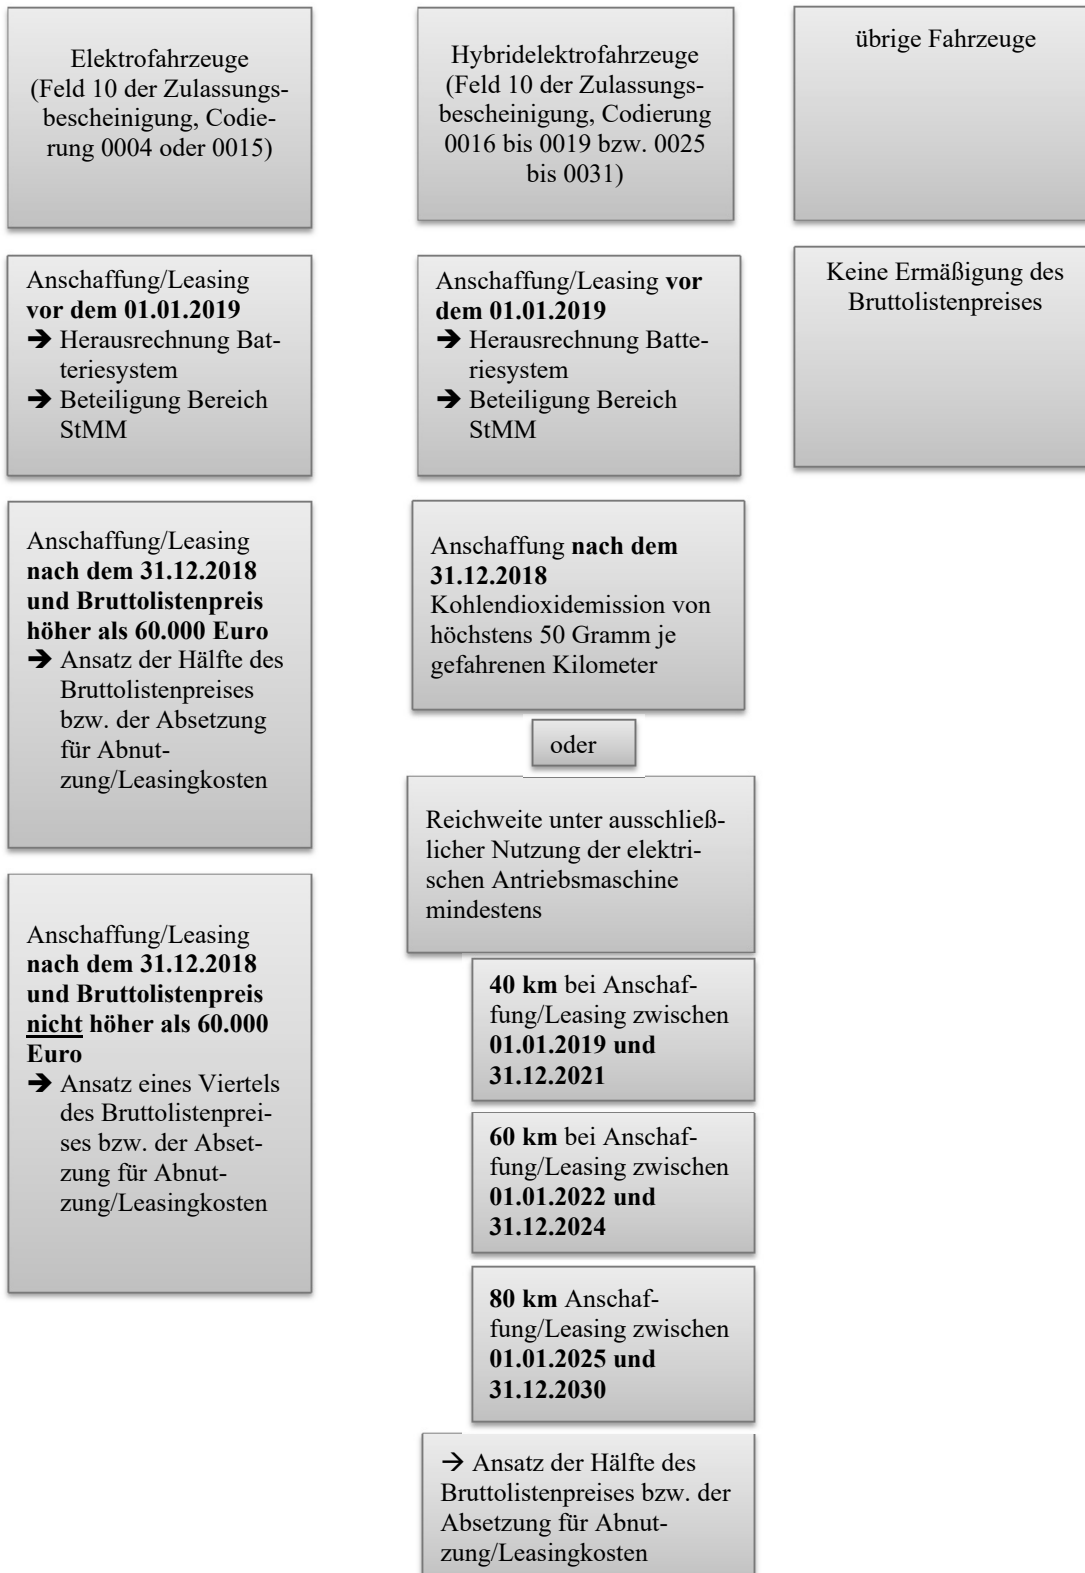 Elektrofahrzeuge
(Feld 10 der Zulassungs-
bescheinigung, Codie-
rung 0004 oder 0015)
Anschaffung/Leasing
vor dem 01.01.2019
➔ Herausrechnung Bat-
teriesystem
➔ Beteiligung Bereich
StMM
Anschaffung/Leasing
nach dem 31.12.2018
und Bruttolistenpreis
höher als 60.000 Euro
➔ Ansatz der Hälfte des
Bruttolistenpreises
bzw. der Absetzung
für Abnut-
zung/Leasingkosten
Anschaffung/Leasing
nach dem 31.12.2018
und Bruttolistenpreis
nicht höher als 60.000
Euro
➔ Ansatz eines Viertels
des Bruttolistenprei-
ses bzw. der Abset-
zung für Abnut-
zung/Leasingkosten
Hybridelektrofahrzeuge
(Feld 10 der Zulassungs-
bescheinigung, Codierung
0016 bis 0019 bzw. 0025
bis 0031)
Anschaffung/Leasing vor
dem 01.01.2019
➔ Herausrechnung Batte-
riesystem
➔ Beteiligung Bereich
StMM
Anschaffung nach dem
31.12.2018
Kohlendioxidemission von
höchstens 50 Gramm je
gefahrenen Kilometer
oder
Reichweite unter ausschließ-
licher Nutzung der elektri-
schen Antriebsmaschine
mindestens
40 km bei Anschaf-
fung/Leasing zwischen
01.01.2019 und
31.12.2021
60 km bei Anschaf-
fung/Leasing zwischen
01.01.2022 und
31.12.2024
80 km Anschaf-
fung/Leasing zwischen
01.01.2025 und
31.12.2030
→ Ansatz der Hälfte des
Bruttolistenpreises bzw. der
Absetzung für Abnut-
zung/Leasingkosten
übrige Fahrzeuge
Keine Ermäßigung des
Bruttolistenpreises